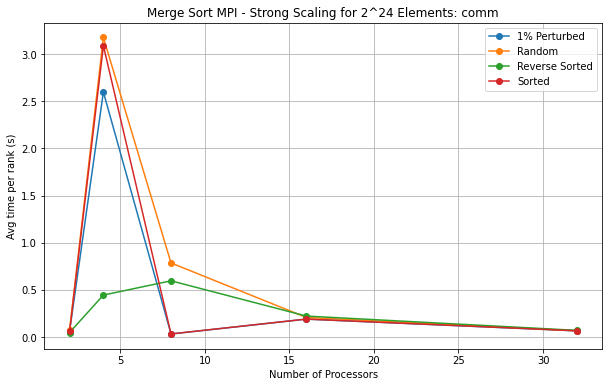 Merge Sort MPI - Strong Scaling for 2^24 Elements: comm
1% Perturbed
Random
Reverse Sorted
Sorted
Avg time per rank (s)
3.0
2.5
2.0
1.5
1.0
0.5
0.0
5
10
15
20
25
30
Number of Processors